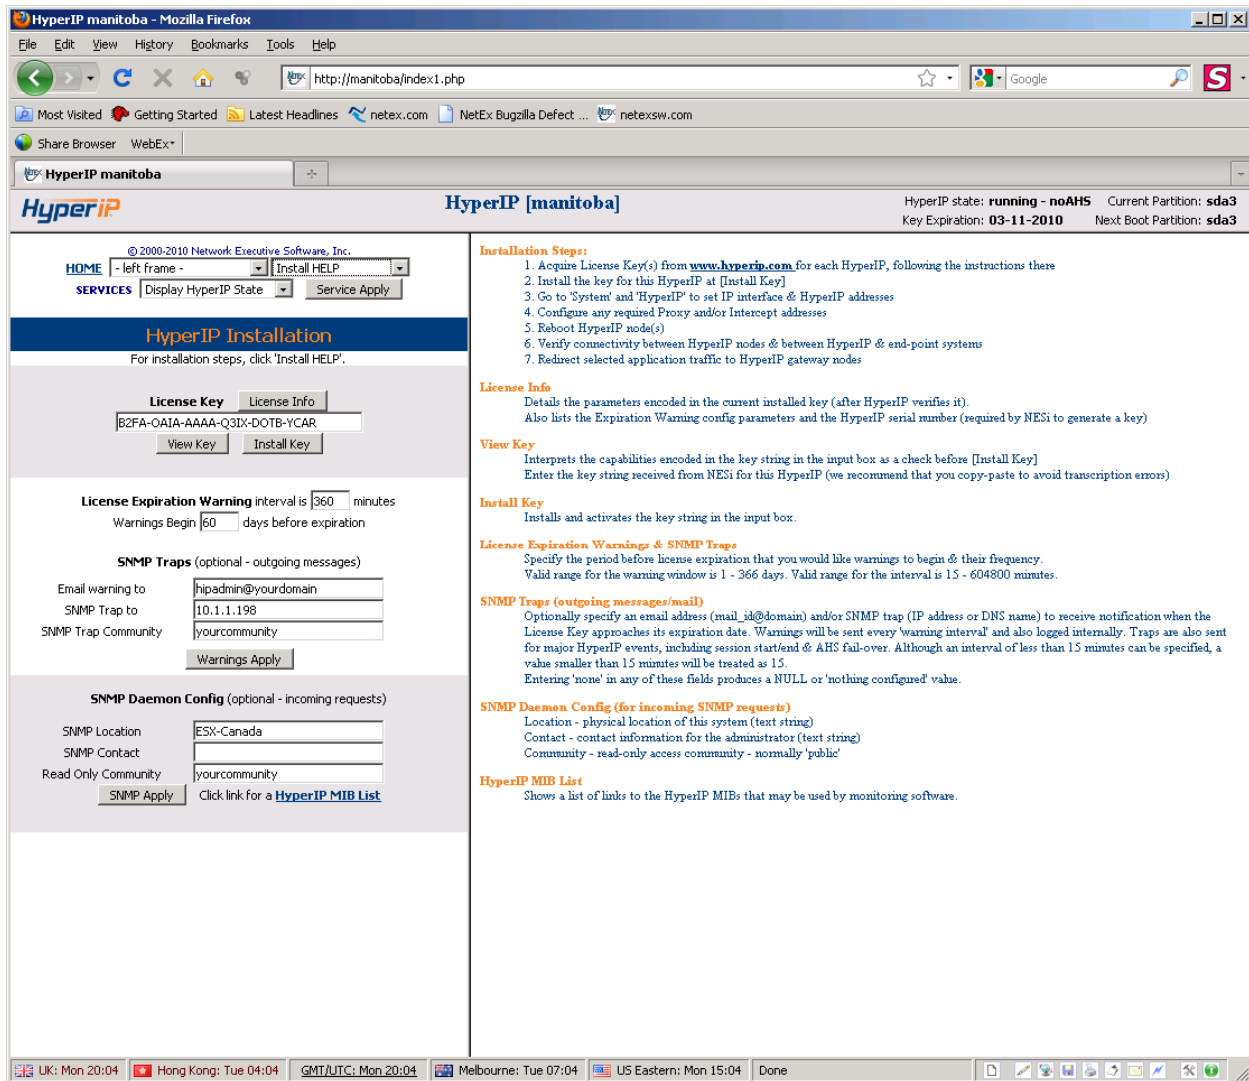 HyperIP manitoba - Mozilla Firefox
File Edit View History Bookmarks Tools Help
http://manitoba/index1.php
Google
Most Visited Getting Started Latest Headlines netex.com NetEx Bugzilla Defect ... netexsw.com
Share Browser WebEx
HyperIP manitoba
HyperIP
HyperIP [manitoba]
HyperIP state: running - noAHS Current Partition: sda3
Key Expiration: 03-11-2010 Next Boot Partition: sda3
© 2000-2010 Network Executive Software, Inc.
HOME - left frame - Install HELP
SERVICES Display HyperIP State Service Apply
HyperIP Installation
For installation steps, click 'Install HELP'.
License Key License Info
B2FA-OAIA-AAAA-Q3IX-DOTB-YCAR
View Key Install Key
License Expiration Warning interval is 360 minutes
Warnings Begin 60 days before expiration
SNMP Traps (optional - outgoing messages)
Email warning to hipadmin@yourdomain
SNMP Trap to 10.1.1.198
SNMP Trap Community yourcommunity
Warnings Apply
SNMP Daemon Config (optional - incoming requests)
SNMP Location ESX-Canada
SNMP Contact
Read Only Community yourcommunity
SNMP Apply Click link for a HyperIP MIB List
Installation Steps:
1. Acquire License Key(s) from www.hyperip.com for each HyperIP, following the instructions there
2. Install the key for this HyperIP at [Install Key]
3. Go to 'System' and 'HyperIP' to set IP interface & HyperIP addresses
4. Configure any required Proxy and/or Intercept addresses
5. Reboot HyperIP node(s)
6. Verify connectivity between HyperIP nodes & between HyperIP & end-point systems
7. Redirect selected application traffic to HyperIP gateway nodes
License Info
Details the parameters encoded in the current installed key (after HyperIP verifies it).
Also lists the Expiration Warning config parameters and the HyperIP serial number (required by NESi to generate a key)
View Key
Interprets the capabilities encoded in the key string in the input box as a check before [Install Key]
Enter the key string received from NESi for this HyperIP (we recommend that you copy-paste to avoid transcription errors)
Install Key
Installs and activates the key string in the input box.
License Expiration Warnings & SNMP Traps
Specify the period before license expiration that you would like warnings to begin & their frequency.
Valid range for the warning window is 1 - 366 days. Valid range for the interval is 15 - 604800 minutes.
SNMP Traps (outgoing messages/mail)
Optionally specify an email address (mail_id@domain) and/or SNMP trap (IP address or DNS name) to receive notification when the
License Key approaches its expiration date. Warnings will be sent every 'warning interval' and also logged internally. Traps are also sent
for major HyperIP events, including session start/end & AHS fail-over. Although an interval of less than 15 minutes can be specified, a
value smaller than 15 minutes will be treated as 15.
Entering 'none' in any of these fields produces a NULL or 'nothing configured' value.
SNMP Daemon Config (for incoming SNMP requests)
Location - physical location of this system (text string)
Contact - contact information for the administrator (text string)
Community - read-only access community - normally 'public'
HyperIP MIB List
Shows a list of links to the HyperIP MIBs that may be used by monitoring software.
UK: Mon 20:04 Hong Kong: Tue 04:04 GMT/UTC: Mon 20:04 Melbourne: Tue 07:04 US Eastern: Mon 15:04 Done